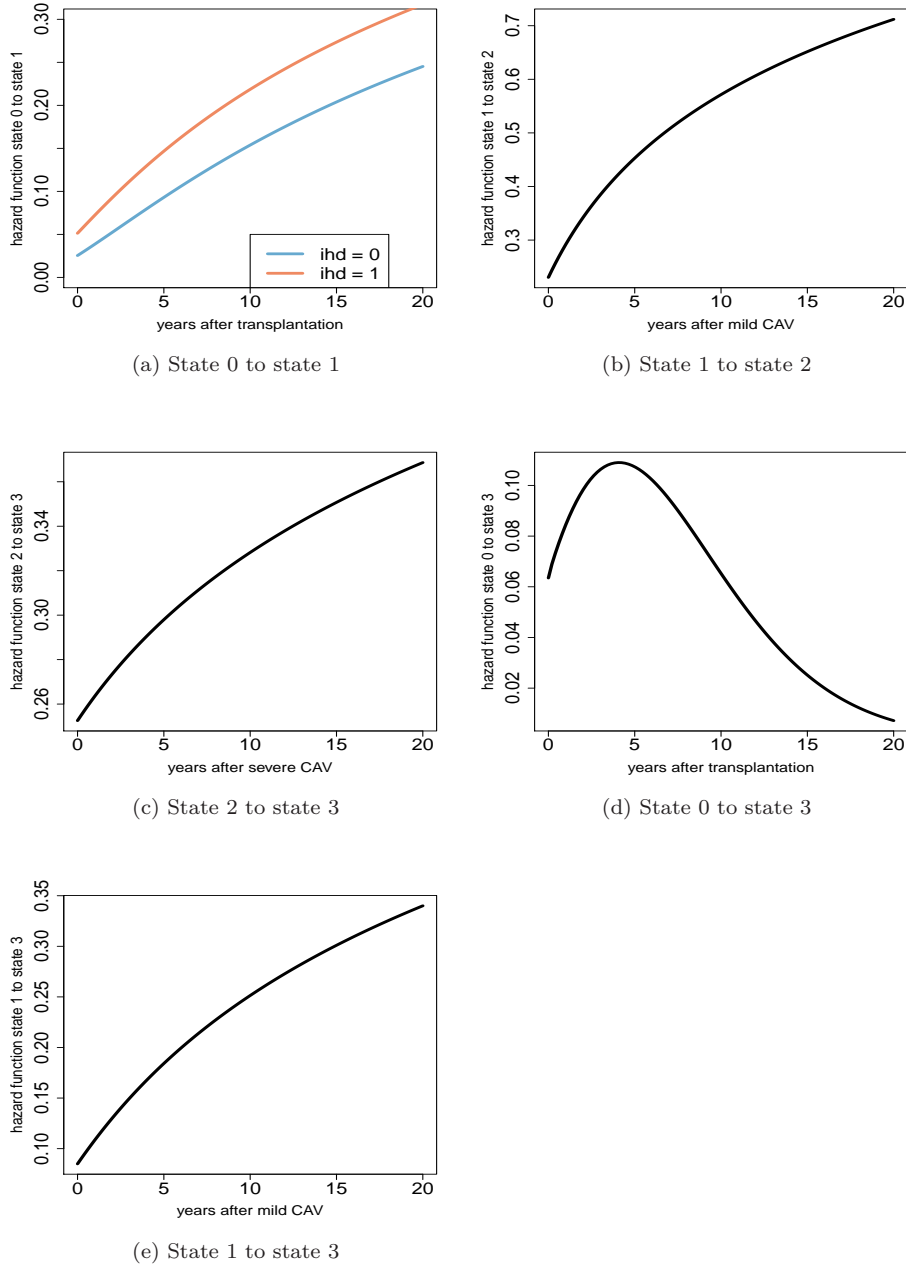 hazard function state 0 to state 1
0.00 0.10 0.20 0.30
0 5 10 15 20
years after transplantation
ihd = 0
ihd = 1
(a) State 0 to state 1
hazard function state 1 to state 2
0.3 0.4 0.5 0.6 0.7
0 5 10 15 20
years after mild CAV
(b) State 1 to state 2
hazard function state 2 to state 3
0.26 0.30 0.34
0 5 10 15 20
years after severe CAV
(c) State 2 to state 3
hazard function state 0 to state 3
0.02 0.04 0.06 0.08 0.10
0 5 10 15 20
years after transplantation
(d) State 0 to state 3
hazard function state 1 to state 3
0.10 0.15 0.20 0.25 0.30 0.35
0 5 10 15 20
years after mild CAV
(e) State 1 to state 3